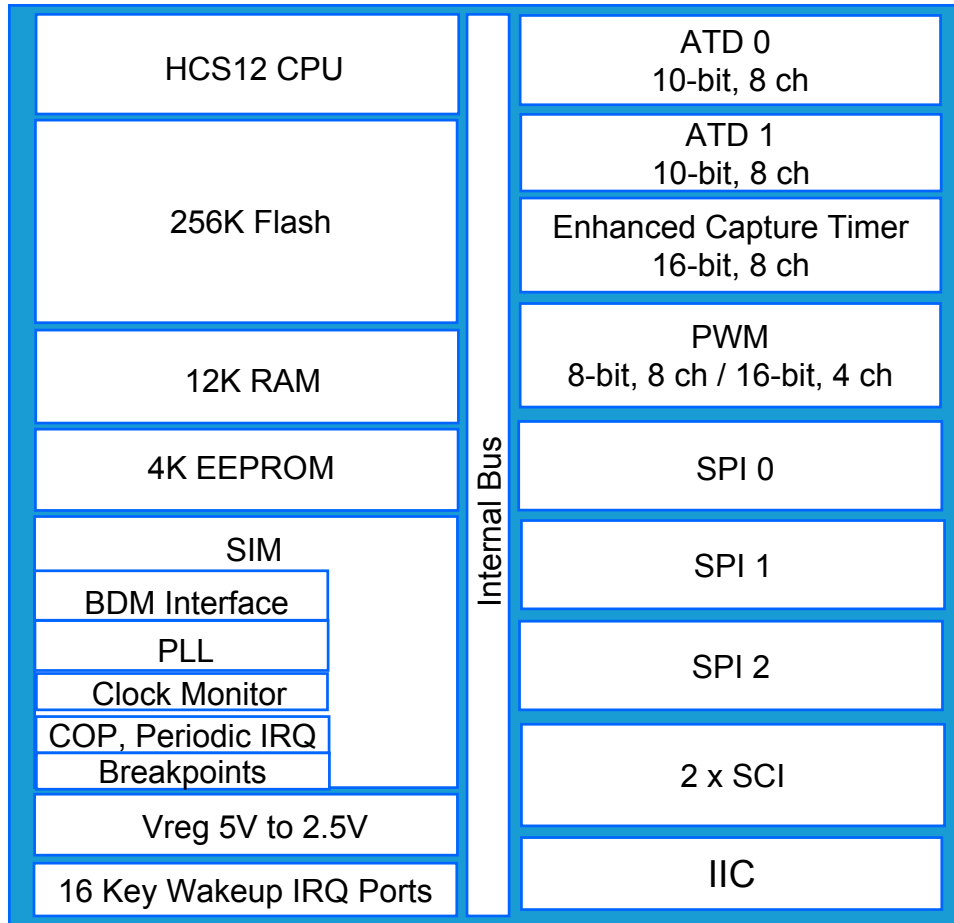 HCS12 CPU
256K Flash
12K RAM
4K EEPROM
SIM
BDM Interface
PLL
Clock Monitor
COP, Periodic IRQ
Breakpoints
Vreg 5V to 2.5V
16 Key Wakeup IRQ Ports
Internal Bus
ATD 0
10-bit, 8 ch
ATD 1
10-bit, 8 ch
Enhanced Capture Timer
16-bit, 8 ch
PWM
8-bit, 8 ch / 16-bit, 4 ch
SPI 0
SPI 1
SPI 2
2 x SCI
IIC